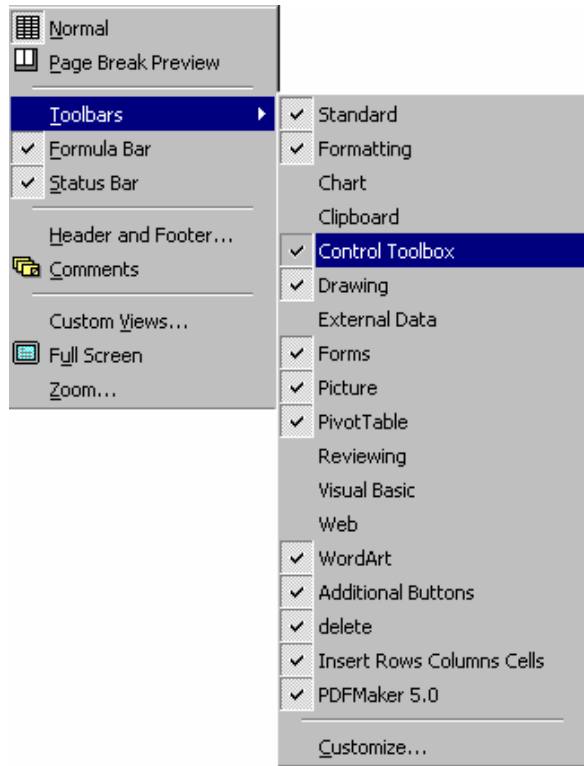 Normal
Page Break Preview
Toolbars
Formula Bar
Status Bar
Header and Footer...
Comments
Custom Views...
Full Screen
Zoom...
Standard
Formatting
Chart
Clipboard
Control Toolbox
Drawing
External Data
Forms
Picture
PivotTable
Reviewing
Visual Basic
Web
WordArt
Additional Buttons
delete
Insert Rows Columns Cells
PDFMaker 5.0
Customize...